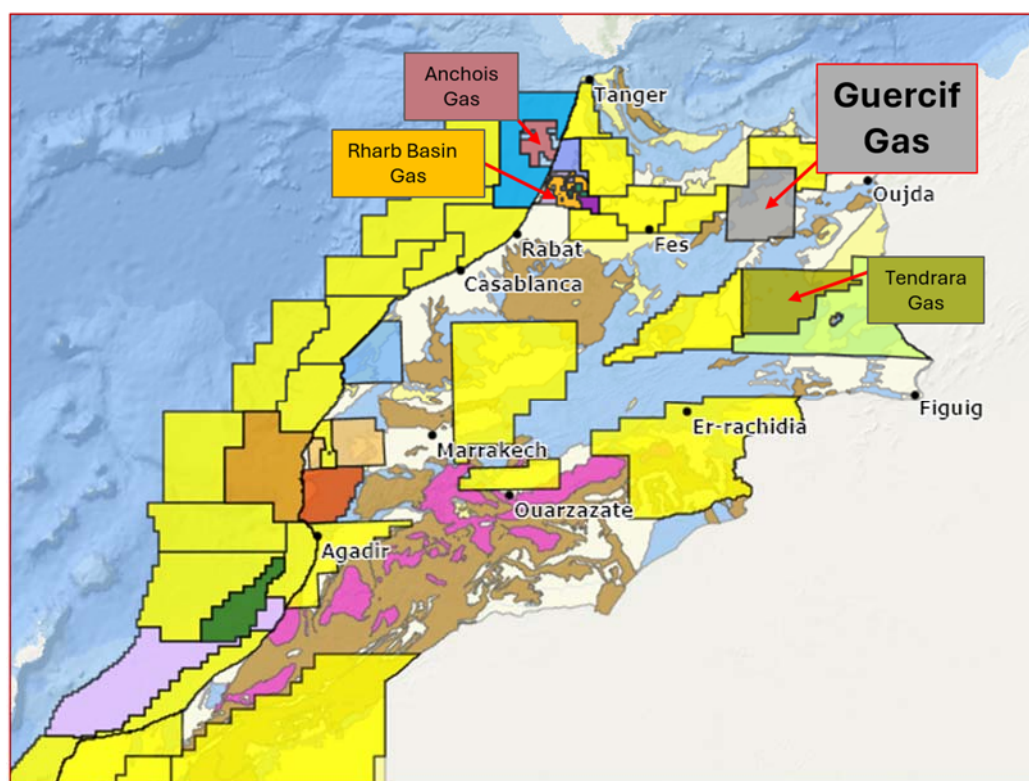 Anchois
Gas
Tanger
Guercif
Gas
Rharb Basin
Gas
Oujda
Rabat
Fes
Casablanca
Tendrara
Gas
Figuig
Er-rachidia
Marrakech
Ouarzazate
Agadir